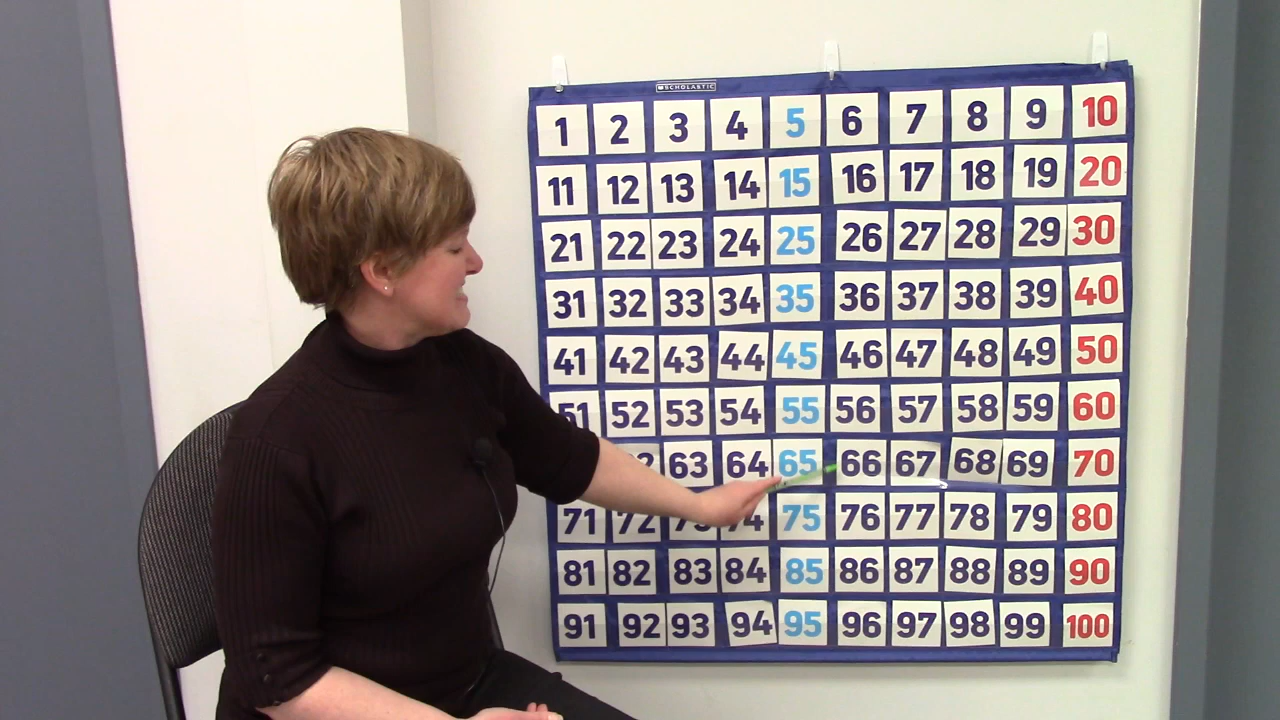 SCHOLASTIC
1 2 3 4 5 6 7 8 9 10
11 12 13 14 15 16 17 18 19 20
21 22 23 24 25 26 27 28 29 30
31 32 33 34 35 36 37 38 39 40
41 42 43 44 45 46 47 48 49 50
51 52 53 54 55 56 57 58 59 60
63 64 65 66 67 68 69 70
71 72 73 74 75 76 77 78 79 80
81 82 83 84 85 86 87 88 89 90
91 92 93 94 95 96 97 98 99 100